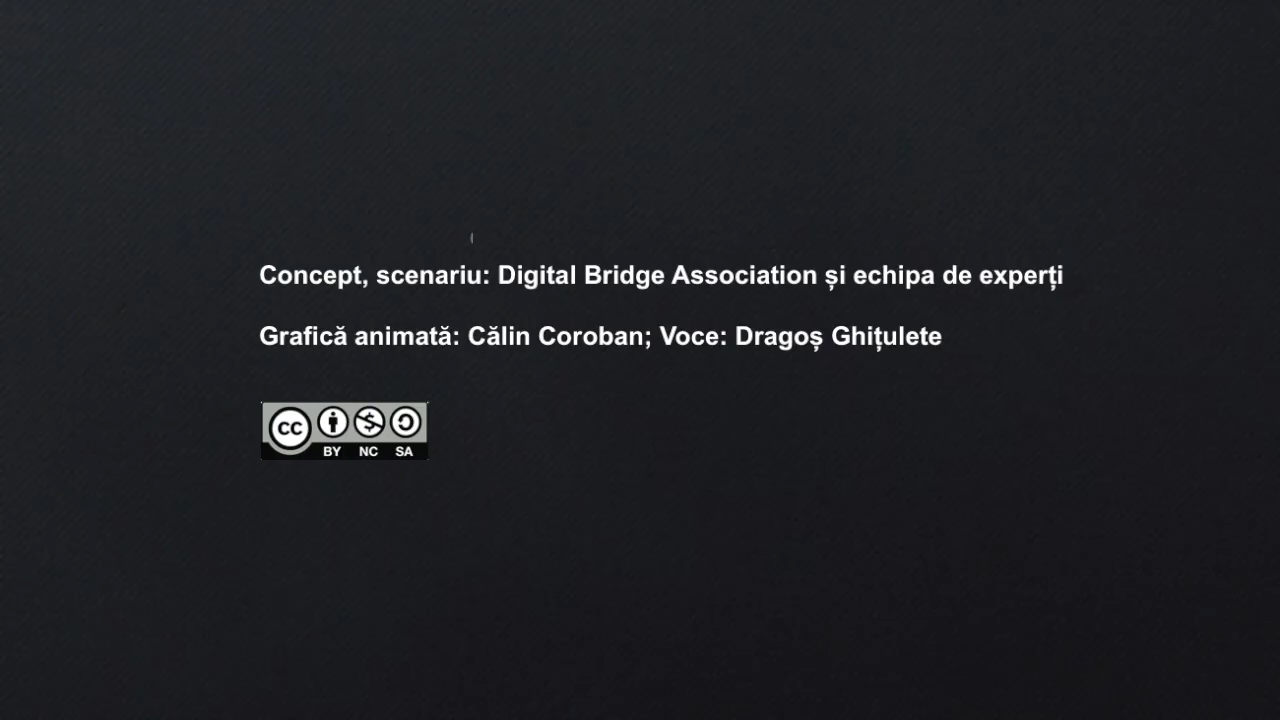 Concept, scenariu: Digital Bridge Association și echipa de experți
Grafică animată: Călin Coroban; Voce: Dragoș Ghițulete
CC BY NC SA